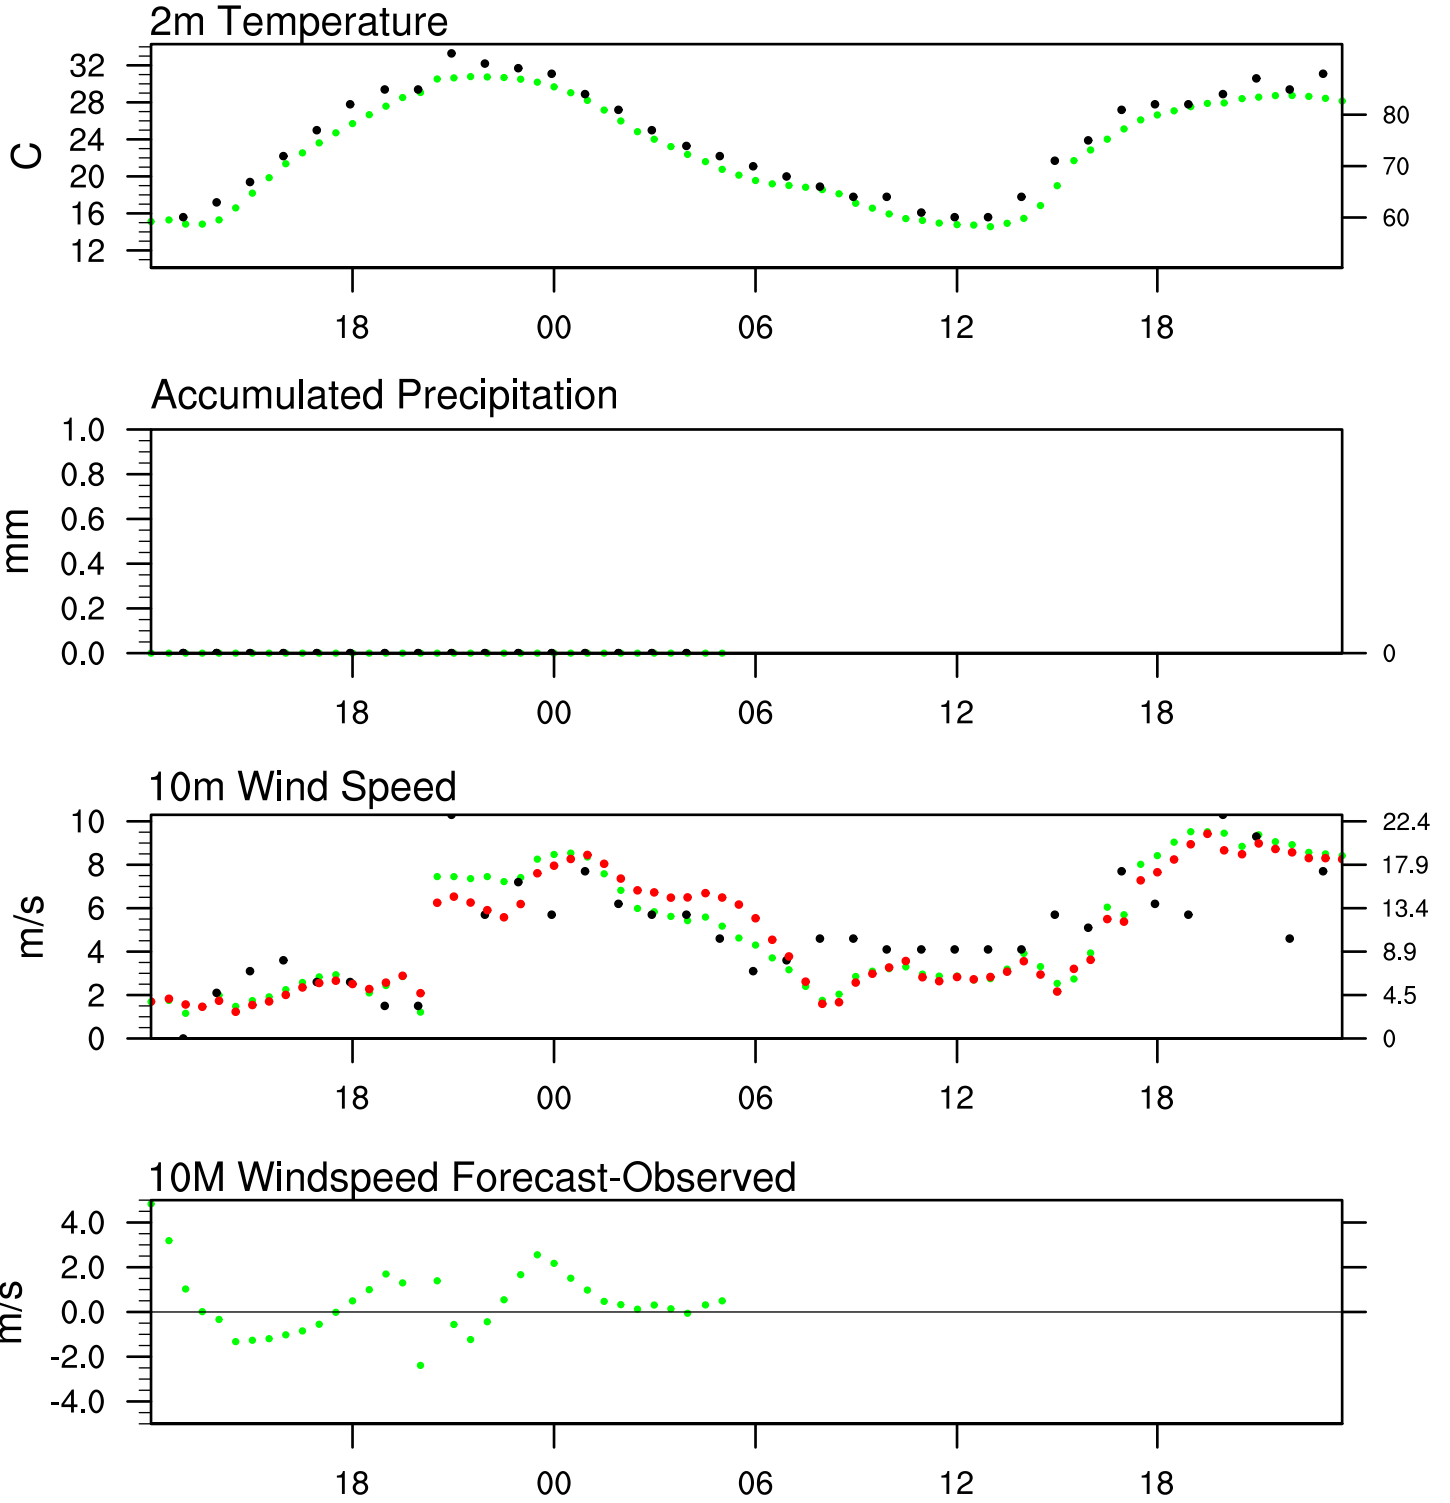 2m Temperature
32
28
24
20
16
12
C
80
70
60
18 00 06 12 18
Accumulated Precipitation
1.0
0.8
0.6
0.4
0.2
0.0
mm
0
18 00 06 12 18
10m Wind Speed
10
8
6
4
2
0
m/s
22.4
17.9
13.4
8.9
4.5
0
18 00 06 12 18
10M Windspeed Forecast-Observed
4.0
2.0
0.0
-2.0
-4.0
m/s
18 00 06 12 18